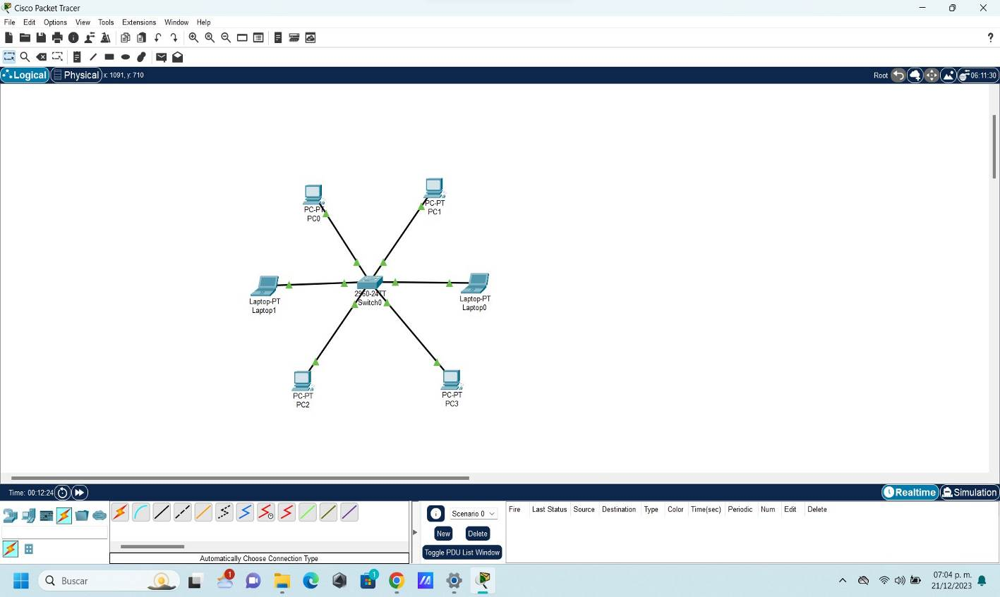 Cisco Packet Tracer
File Edit Options View Tools Extensions Window Help
?
Logical Physical x: 1091, y: 710 Root 06:11:30
PC-PT
PC0
PC-PT
PC1
Laptop-PT
Laptop1
2960-24TT
Switch0
Laptop-PT
Laptop0
PC-PT
PC2
PC-PT
PC3
Time: 00:12:24 Realtime Simulation
Scenario 0
New Delete
Toggle PDU List Window
Fire Last Status Source Destination Type Color Time(sec) Periodic Num Edit Delete
Automatically Choose Connection Type
Buscar
1
1
07:04 p. m.
21/12/2023